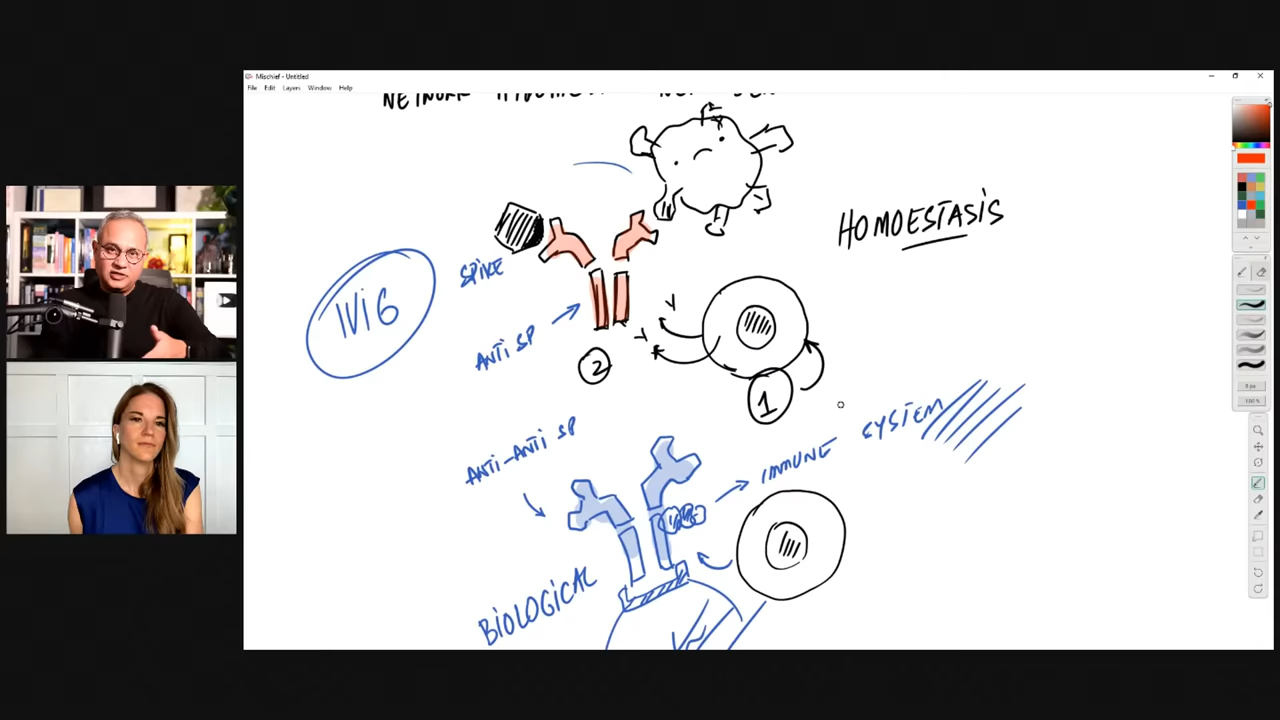 Mischief - Untitled
File Edit Layers Window Help
NETWORK
HOMOESTASIS
SPIKE
IVIG
ANTI SP
2
1
ANTI-ANTI SP
IMMUNE SYSTEM
BIOLOGICAL